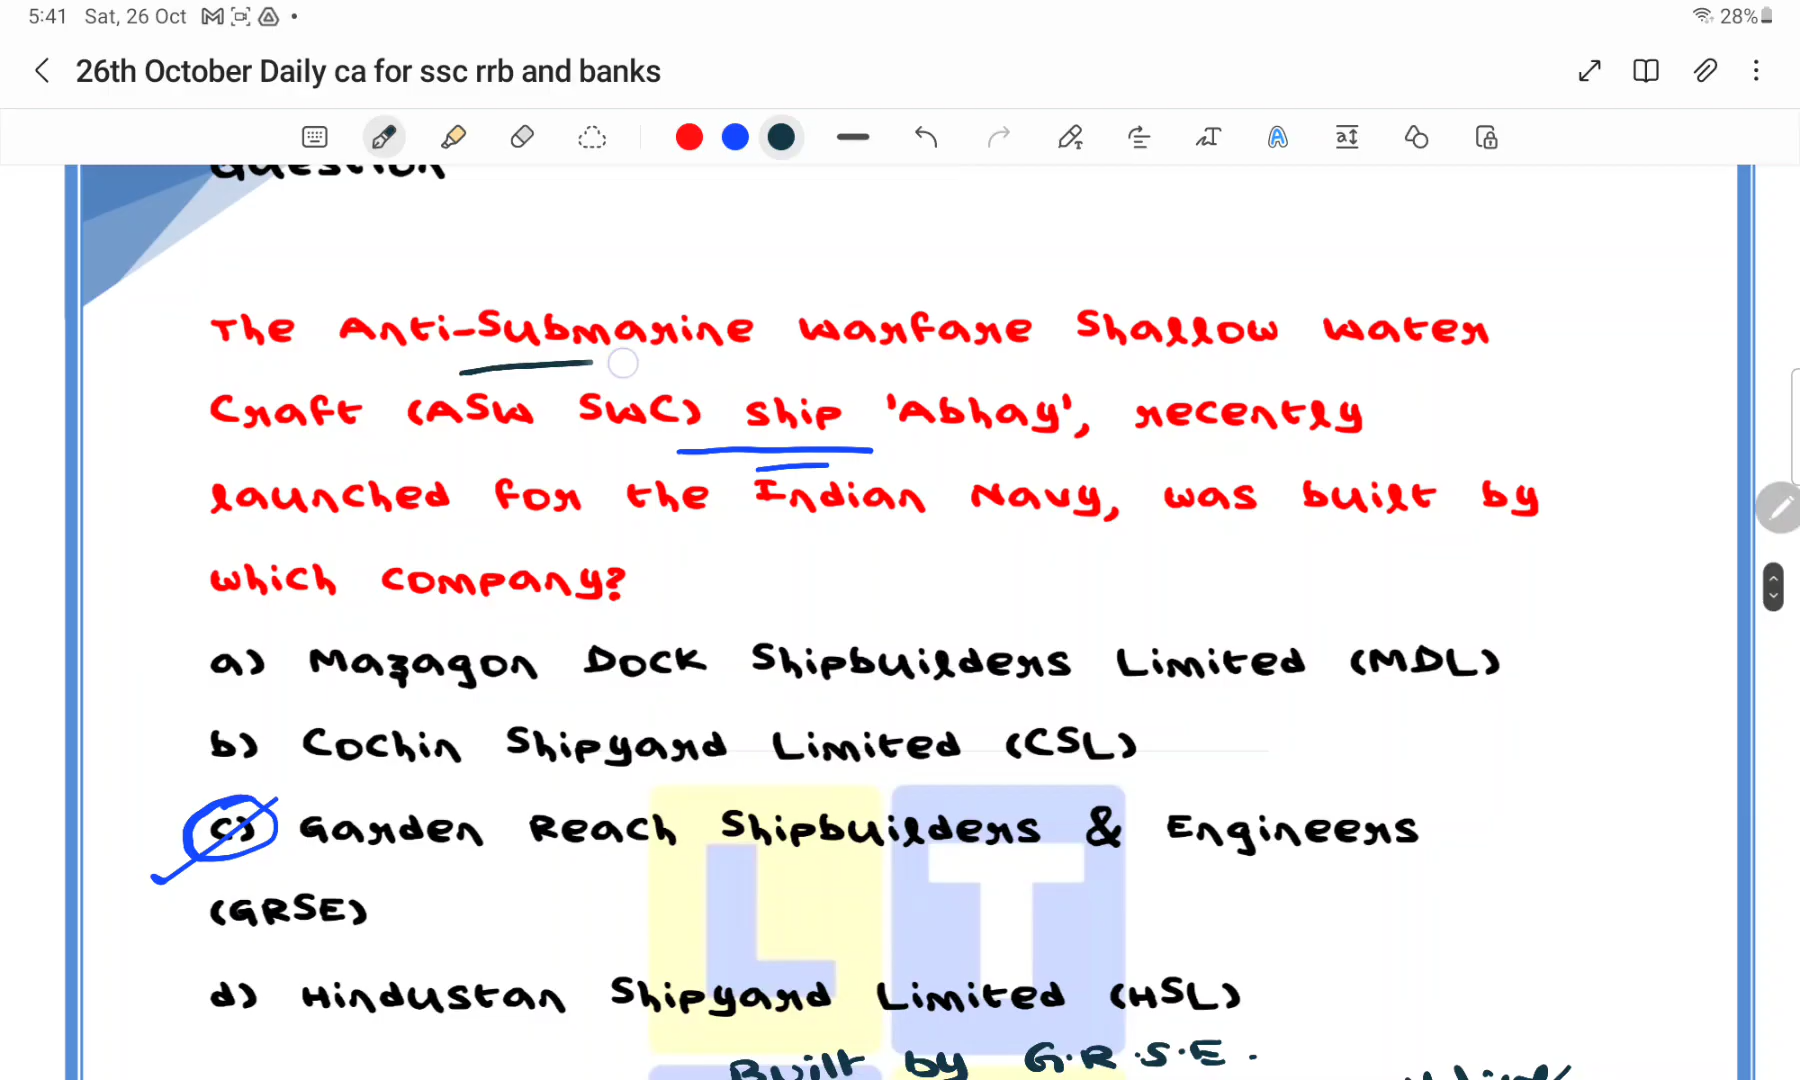 5:41 Sat, 26 Oct
28%
26th October Daily ca for ssc rrb and banks
Question
The Anti-Submarine Warfare Shallow Water
Craft (ASW SWC) ship 'Abhay', recently
launched for the Indian Navy, was built by
which company?
a) Mazagon Dock Shipbuilders Limited (MDL)
b) Cochin Shipyard Limited (CSL)
c) Garden Reach Shipbuilders & Engineers
(GRSE)
LT
d) Hindustan Shipyard Limited (HSL)
Built by G.R.S.E.